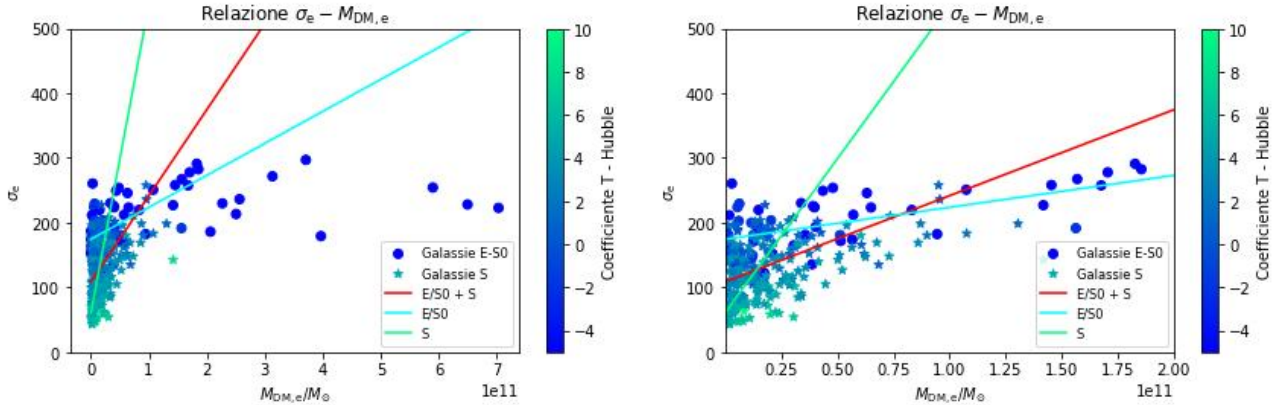 Relazione σe − MDM, e
500
400
300
200
100
0
σe
0 1 2 3 4 5 6 7
1e11
MDM, e/M⊙
Galassie E-S0
Galassie S
E/S0 + S
E/S0
S
10
8
6
4
2
0
−2
−4
Coefficiente T - Hubble
Relazione σe − MDM, e
500
400
300
200
100
0
σe
0.25 0.50 0.75 1.00 1.25 1.50 1.75 2.00
1e11
MDM, e/M⊙
Galassie E-S0
Galassie S
E/S0 + S
E/S0
S
10
8
6
4
2
0
−2
−4
Coefficiente T - Hubble